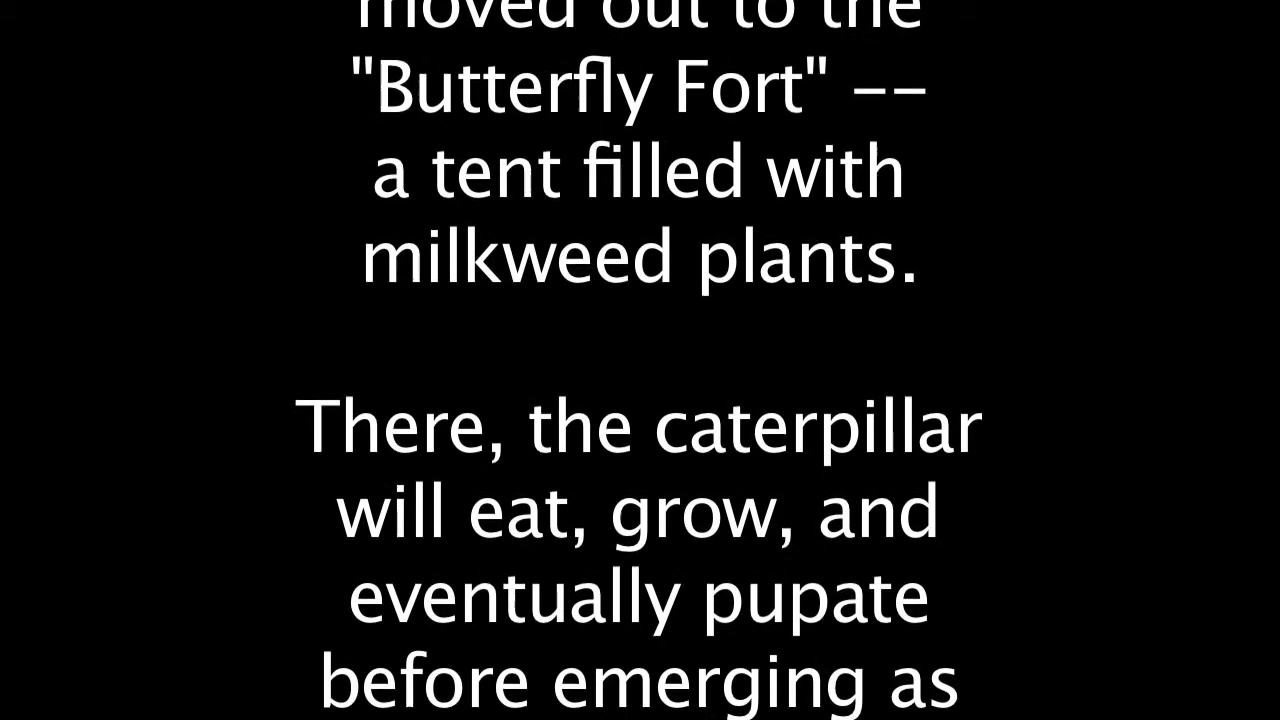 moved out to the
"Butterfly Fort" --
a tent filled with
milkweed plants.
There, the caterpillar
will eat, grow, and
eventually pupate
before emerging as